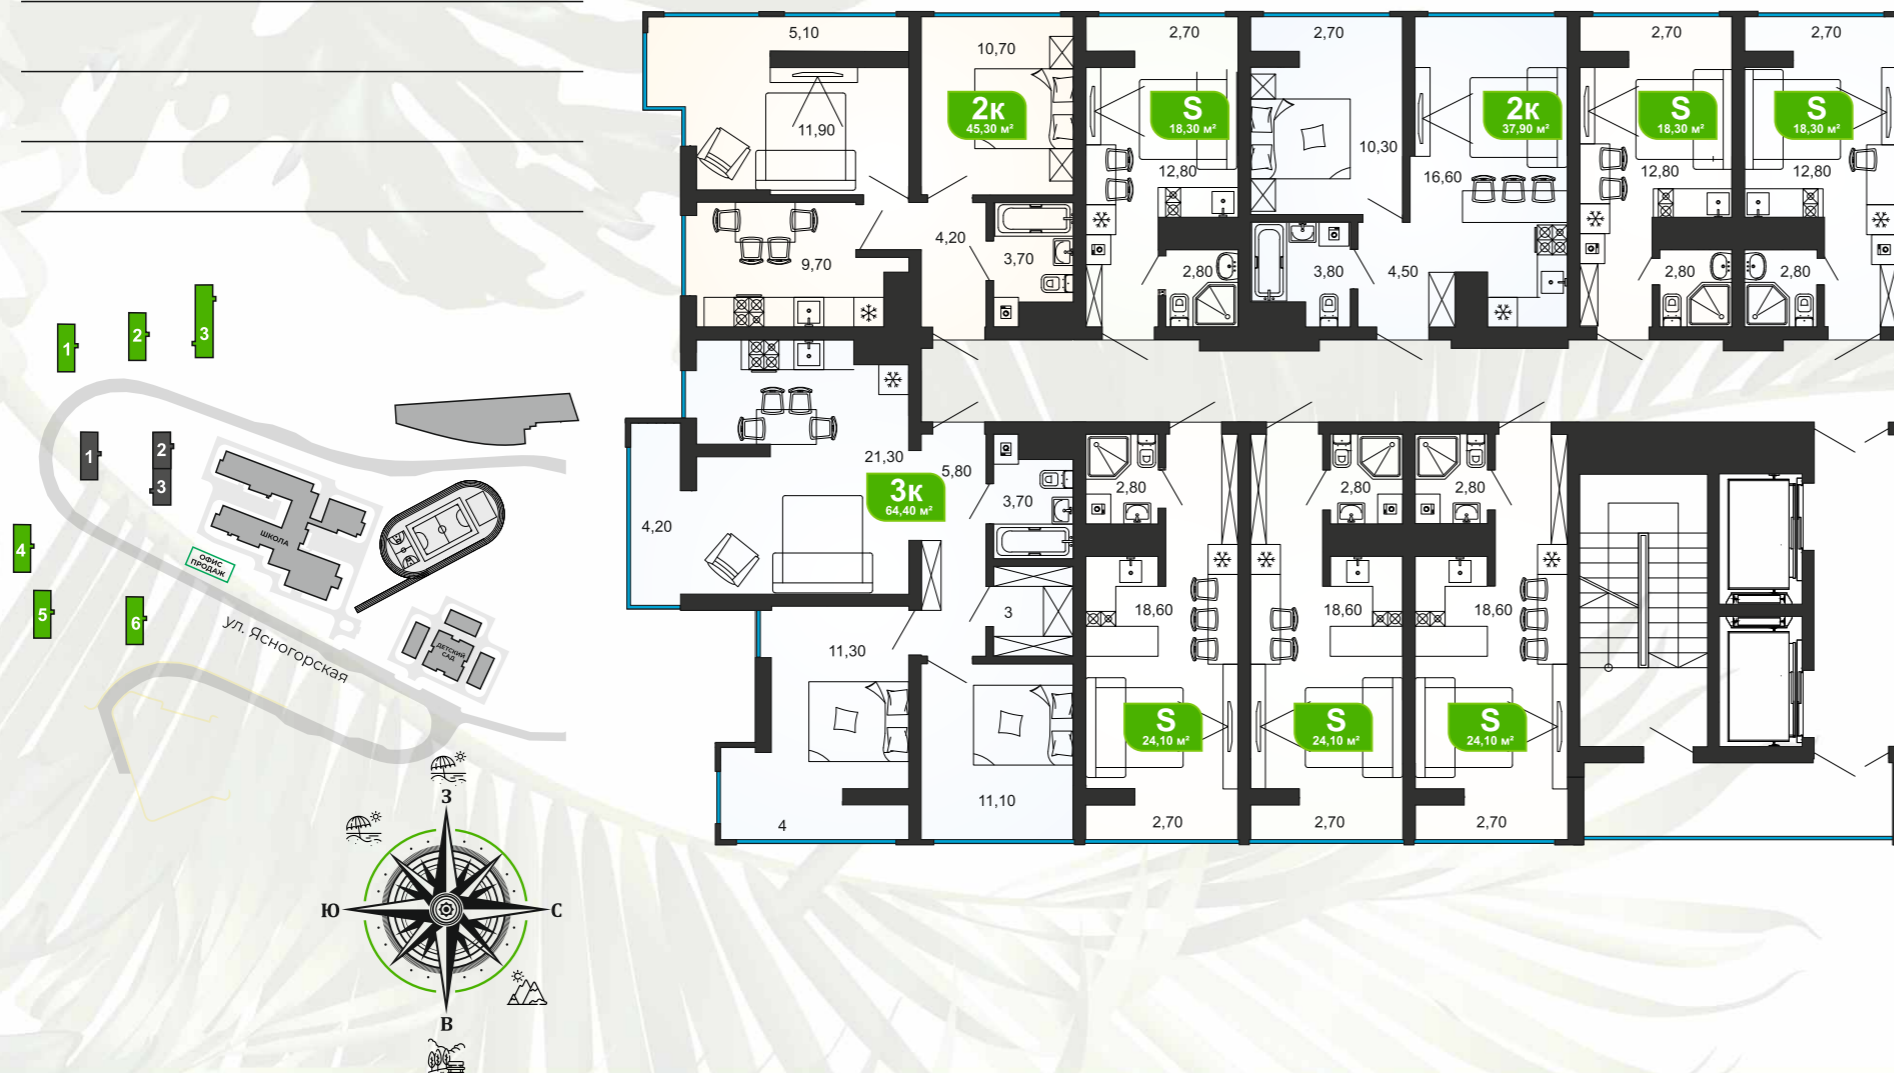 5,10
10,70
2,70
2,70
2,70
2,70
2к
45,30 м²
S
18,30 м²
2к
37,90 м²
S
18,30 м²
S
18,30 м²
11,90
12,80
10,30
16,60
12,80
12,80
4,20
9,70
3,70
2,80
3,80
4,50
2,80
2,80
1
2
3
1
2
3
4
5
6
ШКОЛА
ОФИС
ПРОДАЖ
ДЕТСКИЙ
САД
ул. Ясногорская
21,30
5,80
3к
64,40 м²
3,70
4,20
2,80
2,80
2,80
3
18,60
18,60
18,60
11,30
S
24,10 м²
S
24,10 м²
S
24,10 м²
11,10
4
2,70
2,70
2,70
З
Ю
С
В